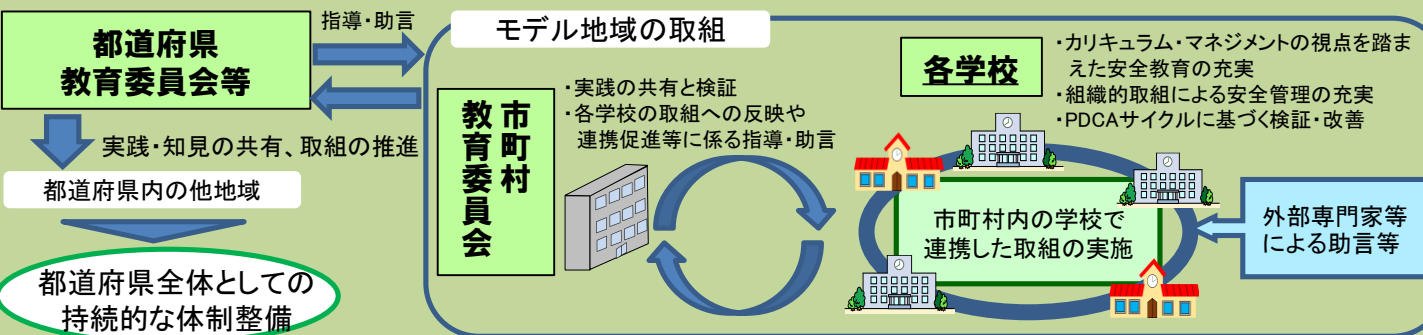 都道府県
教育委員会等
指導・助言
実践・知見の共有、取組の推進
都道府県内の他地域
都道府県全体としての
持続的な体制整備
モデル地域の取組
市町村
教育委員会
・実践の共有と検証
・各学校の取組への反映や
連携促進等に係る指導・助言
各学校
・カリキュラム・マネジメントの視点を踏ま
えた安全教育の充実
・組織的取組による安全管理の充実
・PDCAサイクルに基づく検証・改善
市町村内の学校で
連携した取組の実施
外部専門家等
による助言等